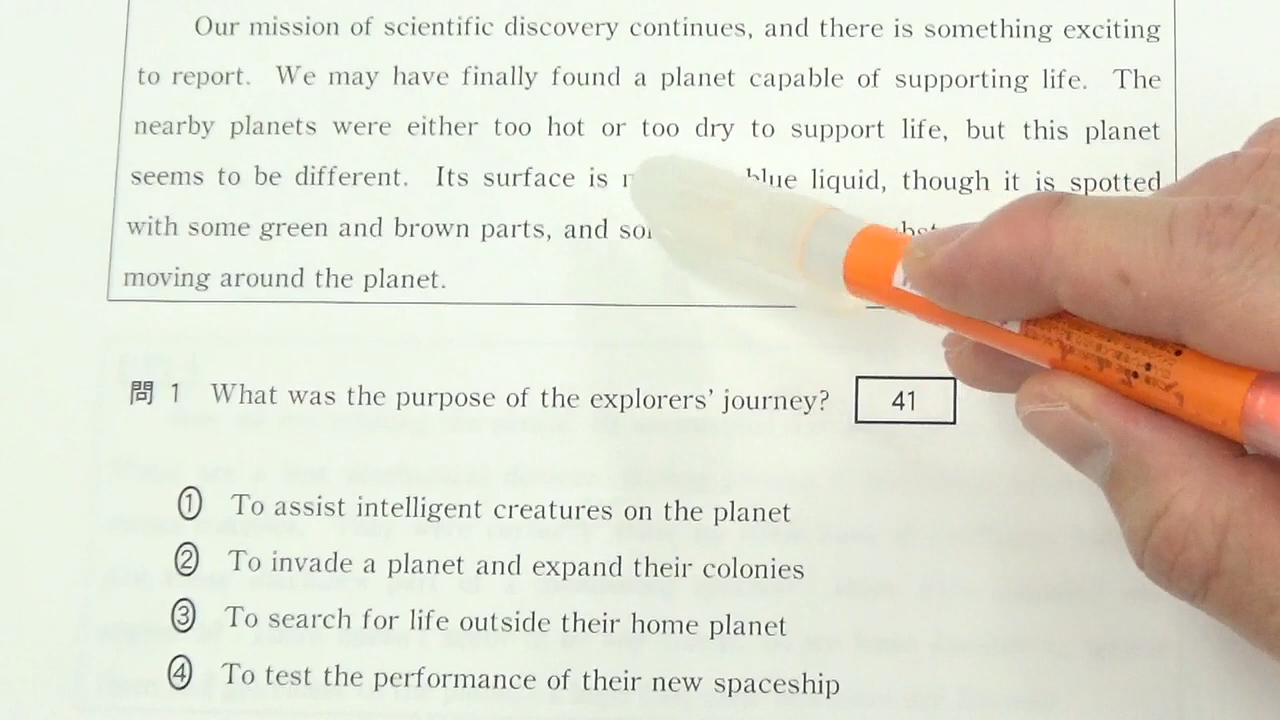 Our mission of scientific discovery continues, and there is something exciting
to report. We may have finally found a planet capable of supporting life. The
nearby planets were either too hot or too dry to support life, but this planet
seems to be different. Its surface is blue liquid, though it is spotted
with some green and brown parts, and
moving around the planet.
問 1 What was the purpose of the explorers' journey? 41
① To assist intelligent creatures on the planet
② To invade a planet and expand their colonies
③ To search for life outside their home planet
④ To test the performance of their new spaceship